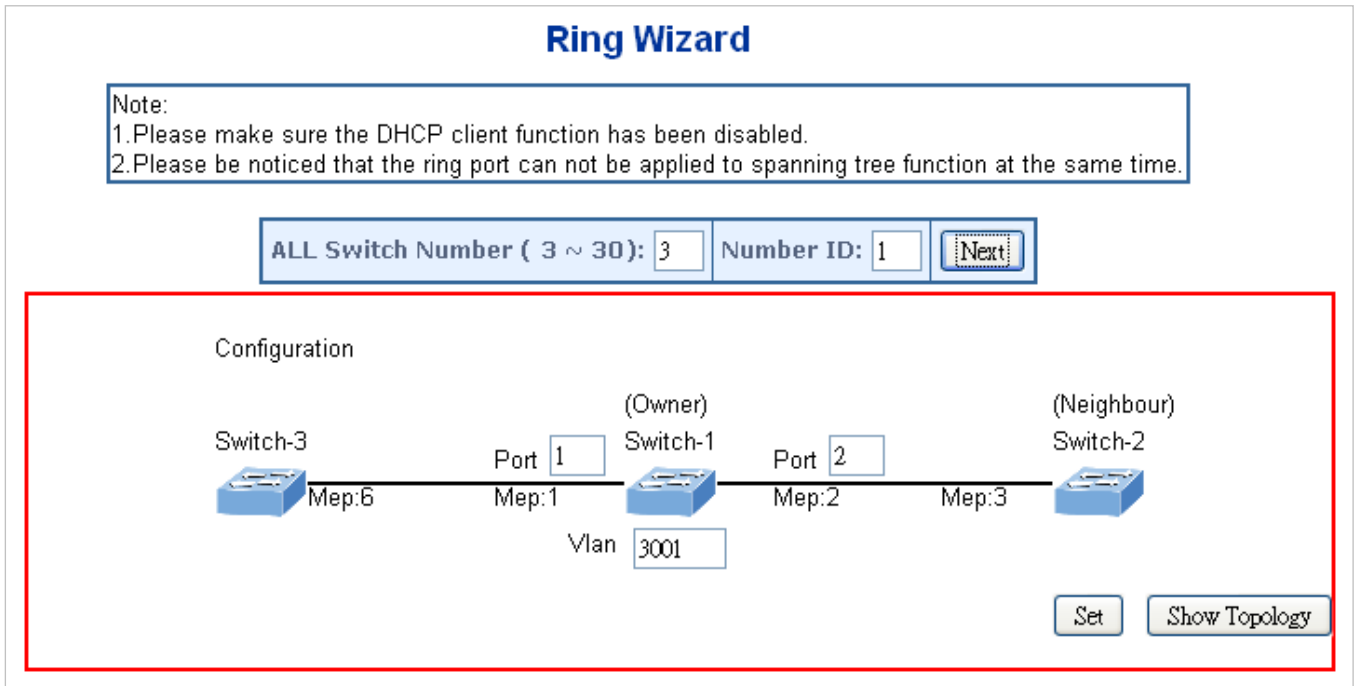 Ring Wizard
Note:
1.Please make sure the DHCP client function has been disabled.
2.Please be noticed that the ring port can not be applied to spanning tree function at the same time.
ALL Switch Number ( 3 ~ 30): 3 Number ID: 1 Next
Configuration
(Owner) (Neighbour)
Switch-3 Port 1 Switch-1 Port 2 Switch-2
Mep:6 Mep:1 Mep:2 Mep:3
Vlan 3001
Set Show Topology